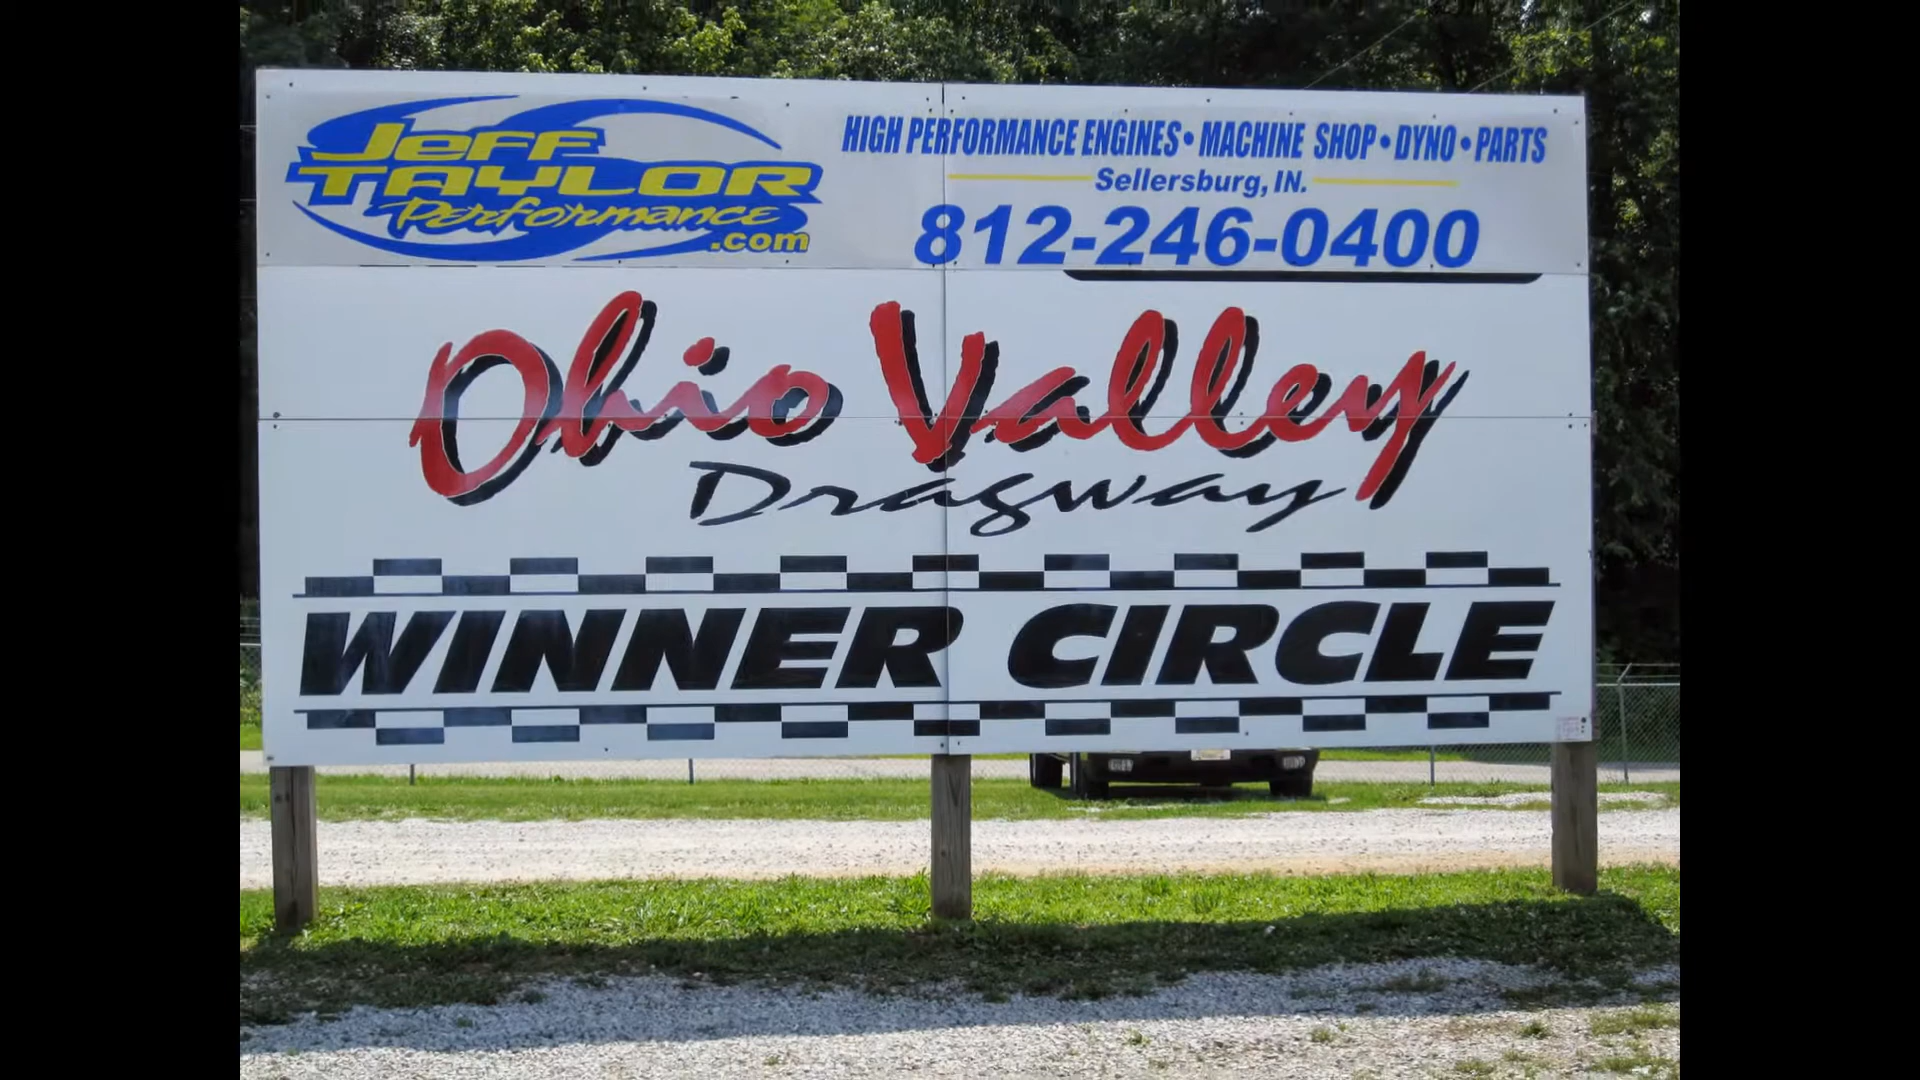 Jeff
TAYLOR
Performance
.com
HIGH PERFORMANCE ENGINES • MACHINE SHOP • DYNO • PARTS
Sellersburg, IN.
812-246-0400
Ohio Valley
Dragway
WINNER CIRCLE